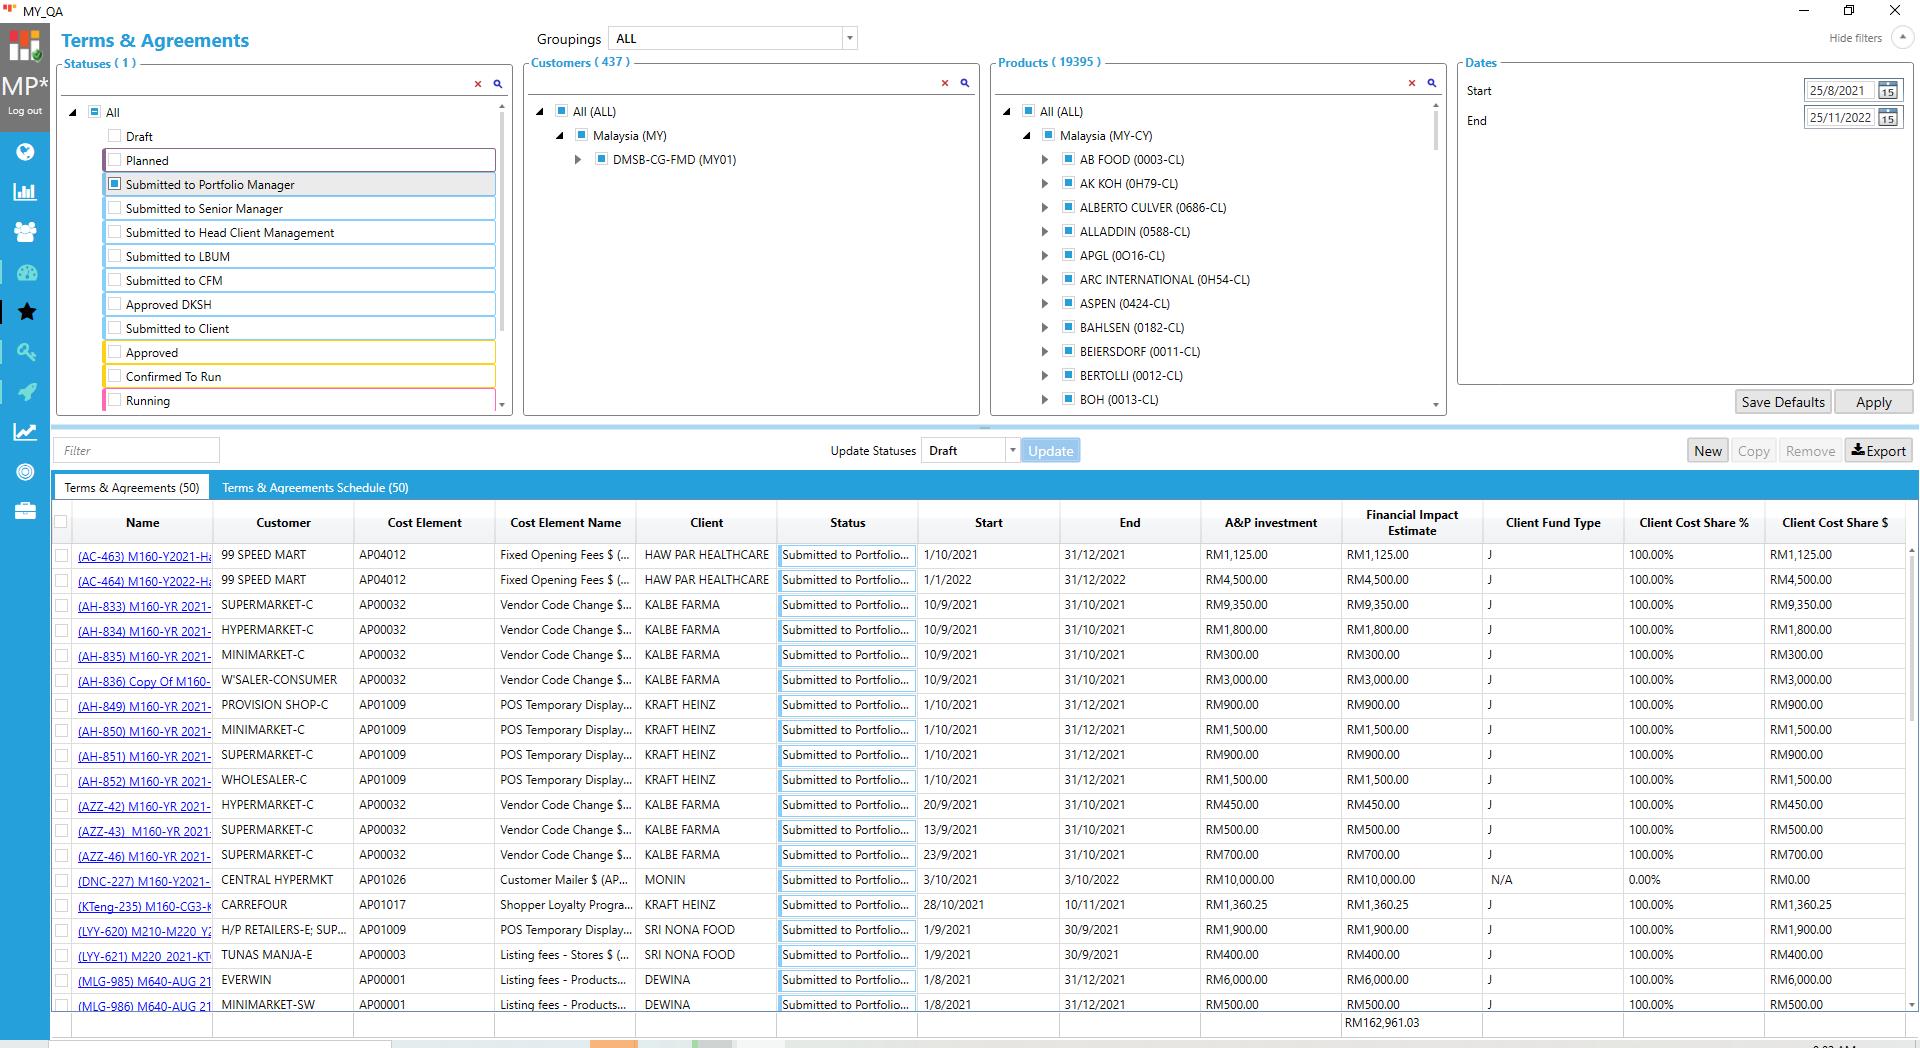 MY_QA
MP*
Log out
Terms & Agreements
Groupings ALL
Hide filters
Statuses ( 1 )
All
Draft
Planned
Submitted to Portfolio Manager
Submitted to Senior Manager
Submitted to Head Client Management
Submitted to LBUM
Submitted to CFM
Approved DKSH
Submitted to Client
Approved
Confirmed To Run
Running
Customers ( 437 )
All (ALL)
Malaysia (MY)
DMSB-CG-FMD (MY01)
Products ( 19395 )
All (ALL)
Malaysia (MY-CY)
AB FOOD (0003-CL)
AK KOH (0H79-CL)
ALBERTO CULVER (0686-CL)
ALLADDIN (0588-CL)
APGL (0O16-CL)
ARC INTERNATIONAL (0H54-CL)
ASPEN (0424-CL)
BAHLSEN (0182-CL)
BEIERSDORF (0011-CL)
BERTOLLI (0012-CL)
BOH (0013-CL)
Dates
Start 25/8/2021 15
End 25/11/2022 15
Save Defaults Apply
Filter Update Statuses Draft Update New Copy Remove Export
Terms & Agreements (50) Terms & Agreements Schedule (50)
Name Customer Cost Element Cost Element Name Client Status Start End A&P investment Financial Impact Estimate Client Fund Type Client Cost Share % Client Cost Share $
(AC-463) M160-Y2021-Ha 99 SPEED MART AP04012 Fixed Opening Fees $ (... HAW PAR HEALTHCARE Submitted to Portfolio... 1/10/2021 31/12/2021 RM1,125.00 RM1,125.00 J 100.00% RM1,125.00
(AC-464) M160-Y2022-Ha 99 SPEED MART AP04012 Fixed Opening Fees $ (... HAW PAR HEALTHCARE Submitted to Portfolio... 1/1/2022 31/12/2022 RM4,500.00 RM4,500.00 J 100.00% RM4,500.00
(AH-833) M160-YR 2021- SUPERMARKET-C AP00032 Vendor Code Change $... KALBE FARMA Submitted to Portfolio... 10/9/2021 31/10/2021 RM9,350.00 RM9,350.00 J 100.00% RM9,350.00
(AH-834) M160-YR 2021- HYPERMARKET-C AP00032 Vendor Code Change $... KALBE FARMA Submitted to Portfolio... 10/9/2021 31/10/2021 RM1,800.00 RM1,800.00 J 100.00% RM1,800.00
(AH-835) M160-YR 2021- MINIMARKET-C AP00032 Vendor Code Change $... KALBE FARMA Submitted to Portfolio... 10/9/2021 31/10/2021 RM300.00 RM300.00 J 100.00% RM300.00
(AH-836) Copy Of M160- W'SALER-CONSUMER AP00032 Vendor Code Change $... KALBE FARMA Submitted to Portfolio... 10/9/2021 31/10/2021 RM3,000.00 RM3,000.00 J 100.00% RM3,000.00
(AH-849) M160-YR 2021- PROVISION SHOP-C AP01009 POS Temporary Display... KRAFT HEINZ Submitted to Portfolio... 1/10/2021 31/12/2021 RM900.00 RM900.00 J 100.00% RM900.00
(AH-850) M160-YR 2021- MINIMARKET-C AP01009 POS Temporary Display... KRAFT HEINZ Submitted to Portfolio... 1/10/2021 31/12/2021 RM1,500.00 RM1,500.00 J 100.00% RM1,500.00
(AH-851) M160-YR 2021- SUPERMARKET-C AP01009 POS Temporary Display... KRAFT HEINZ Submitted to Portfolio... 1/10/2021 31/12/2021 RM900.00 RM900.00 J 100.00% RM900.00
(AH-852) M160-YR 2021- WHOLESALER-C AP01009 POS Temporary Display... KRAFT HEINZ Submitted to Portfolio... 1/10/2021 31/12/2021 RM1,500.00 RM1,500.00 J 100.00% RM1,500.00
(AZZ-42) M160-YR 2021- HYPERMARKET-C AP00032 Vendor Code Change $... KALBE FARMA Submitted to Portfolio... 20/9/2021 31/10/2021 RM450.00 RM450.00 J 100.00% RM450.00
(AZZ-43) M160-YR 2021- SUPERMARKET-C AP00032 Vendor Code Change $... KALBE FARMA Submitted to Portfolio... 13/9/2021 31/10/2021 RM500.00 RM500.00 J 100.00% RM500.00
(AZZ-46) M160-YR 2021- SUPERMARKET-C AP00032 Vendor Code Change $... KALBE FARMA Submitted to Portfolio... 23/9/2021 31/10/2021 RM700.00 RM700.00 J 100.00% RM700.00
(DNC-227) M160-Y2021- CENTRAL HYPERMKT AP01026 Customer Mailer $ (AP... MONIN Submitted to Portfolio... 3/10/2021 3/10/2022 RM10,000.00 RM10,000.00 N/A 0.00% RM0.00
(KTeng-235) M160-CG3-K CARREFOUR AP01017 Shopper Loyalty Progra... KRAFT HEINZ Submitted to Portfolio... 28/10/2021 10/11/2021 RM1,360.25 RM1,360.25 J 100.00% RM1,360.25
(LYY-620) M210-M220 Y2 H/P RETAILERS-E; SUP... AP01009 POS Temporary Display... SRI NONA FOOD Submitted to Portfolio... 1/9/2021 30/9/2021 RM1,900.00 RM1,900.00 J 100.00% RM1,900.00
(LYY-621) M220 2021-KT TUNAS MANJA-E AP00003 Listing fees - Stores $ (... SRI NONA FOOD Submitted to Portfolio... 1/9/2021 30/9/2021 RM400.00 RM400.00 J 100.00% RM400.00
(MLG-985) M640-AUG 21 EVERWIN AP00001 Listing fees - Products... DEWINA Submitted to Portfolio... 1/8/2021 31/12/2021 RM6,000.00 RM6,000.00 J 100.00% RM6,000.00
(MLG-986) M640-AUG 21 MINIMARKET-SW AP00001 Listing fees - Products... DEWINA Submitted to Portfolio... 1/8/2021 31/12/2021 RM500.00 RM500.00 J 100.00% RM500.00
RM162,961.03